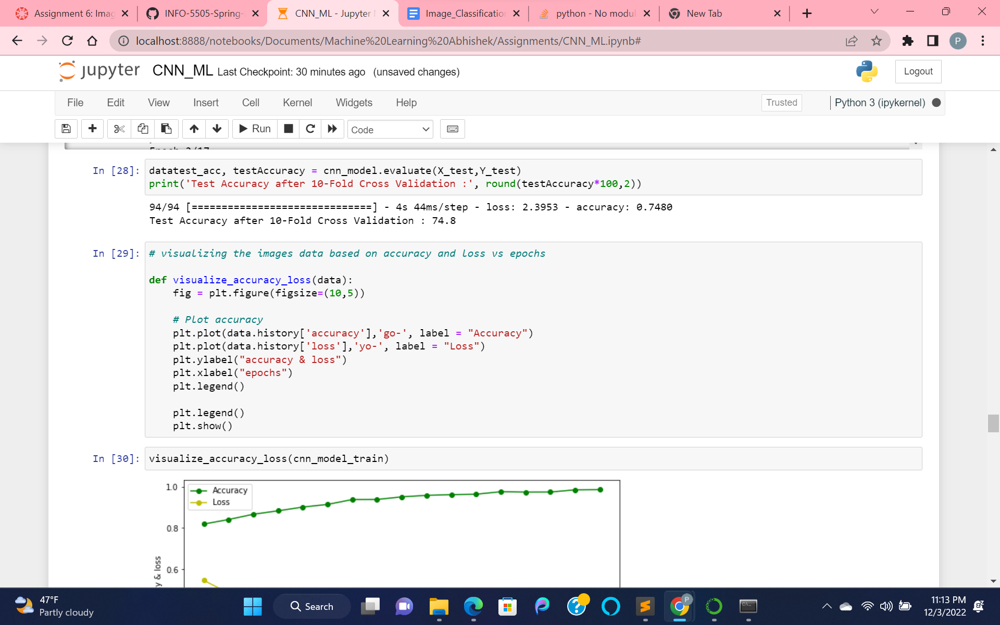 Assignment 6: Imag
INFO-5505-Spring-
CNN_ML - Jupyter
Image_Classification
python - No modul
New Tab
localhost:8888/notebooks/Documents/Machine%20Learning%20Abhishek/Assignments/CNN_ML.ipynb#
P
jupyter CNN_ML Last Checkpoint: 30 minutes ago (unsaved changes)
Logout
File Edit View Insert Cell Kernel Widgets Help
Trusted
Python 3 (ipykernel)
Run
Code
In [28]:
datatest_acc, testAccuracy = cnn_model.evaluate(X_test,Y_test)
print('Test Accuracy after 10-Fold Cross Validation :', round(testAccuracy*100,2))
94/94 [==============================] - 4s 44ms/step - loss: 2.3953 - accuracy: 0.7480
Test Accuracy after 10-Fold Cross Validation : 74.8
In [29]:
# visualizing the images data based on accuracy and loss vs epochs
def visualize_accuracy_loss(data):
fig = plt.figure(figsize=(10,5))
# Plot accuracy
plt.plot(data.history['accuracy'],'go-', label = "Accuracy")
plt.plot(data.history['loss'],'yo-', label = "Loss")
plt.ylabel("accuracy & loss")
plt.xlabel("epochs")
plt.legend()
plt.legend()
plt.show()
In [30]:
visualize_accuracy_loss(cnn_model_train)
1.0
Accuracy
Loss
0.8
0.6
y & loss
47°F
Partly cloudy
Search
P
11:13 PM
12/3/2022